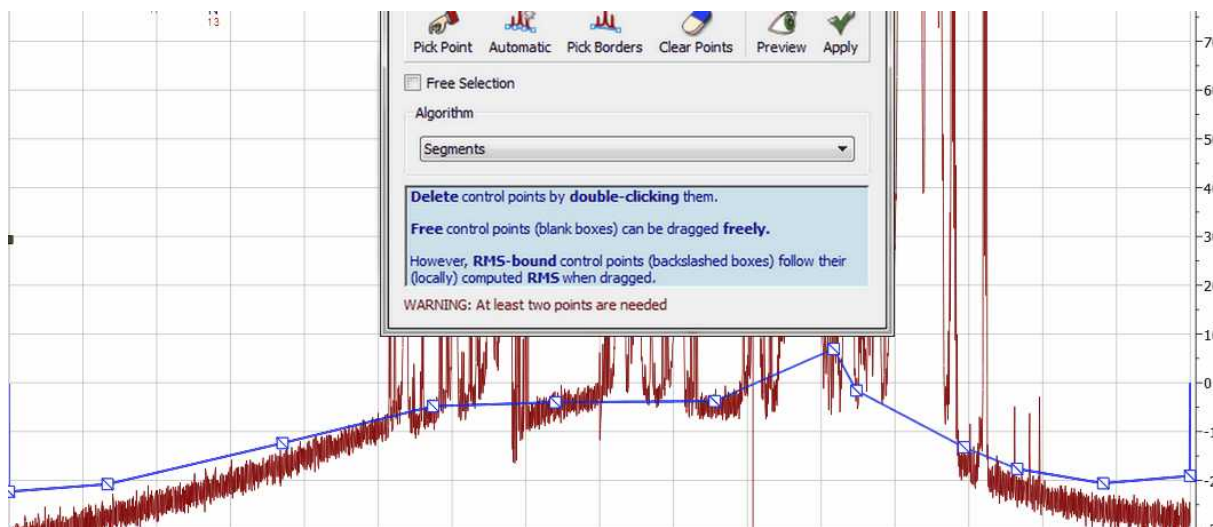 13
Pick Point Automatic Pick Borders Clear Points Preview Apply
Free Selection
Algorithm
Segments
Delete control points by double-clicking them.
Free control points (blank boxes) can be dragged freely.
However, RMS-bound control points (backslashed boxes) follow their
(locally) computed RMS when dragged.
WARNING: At least two points are needed
0